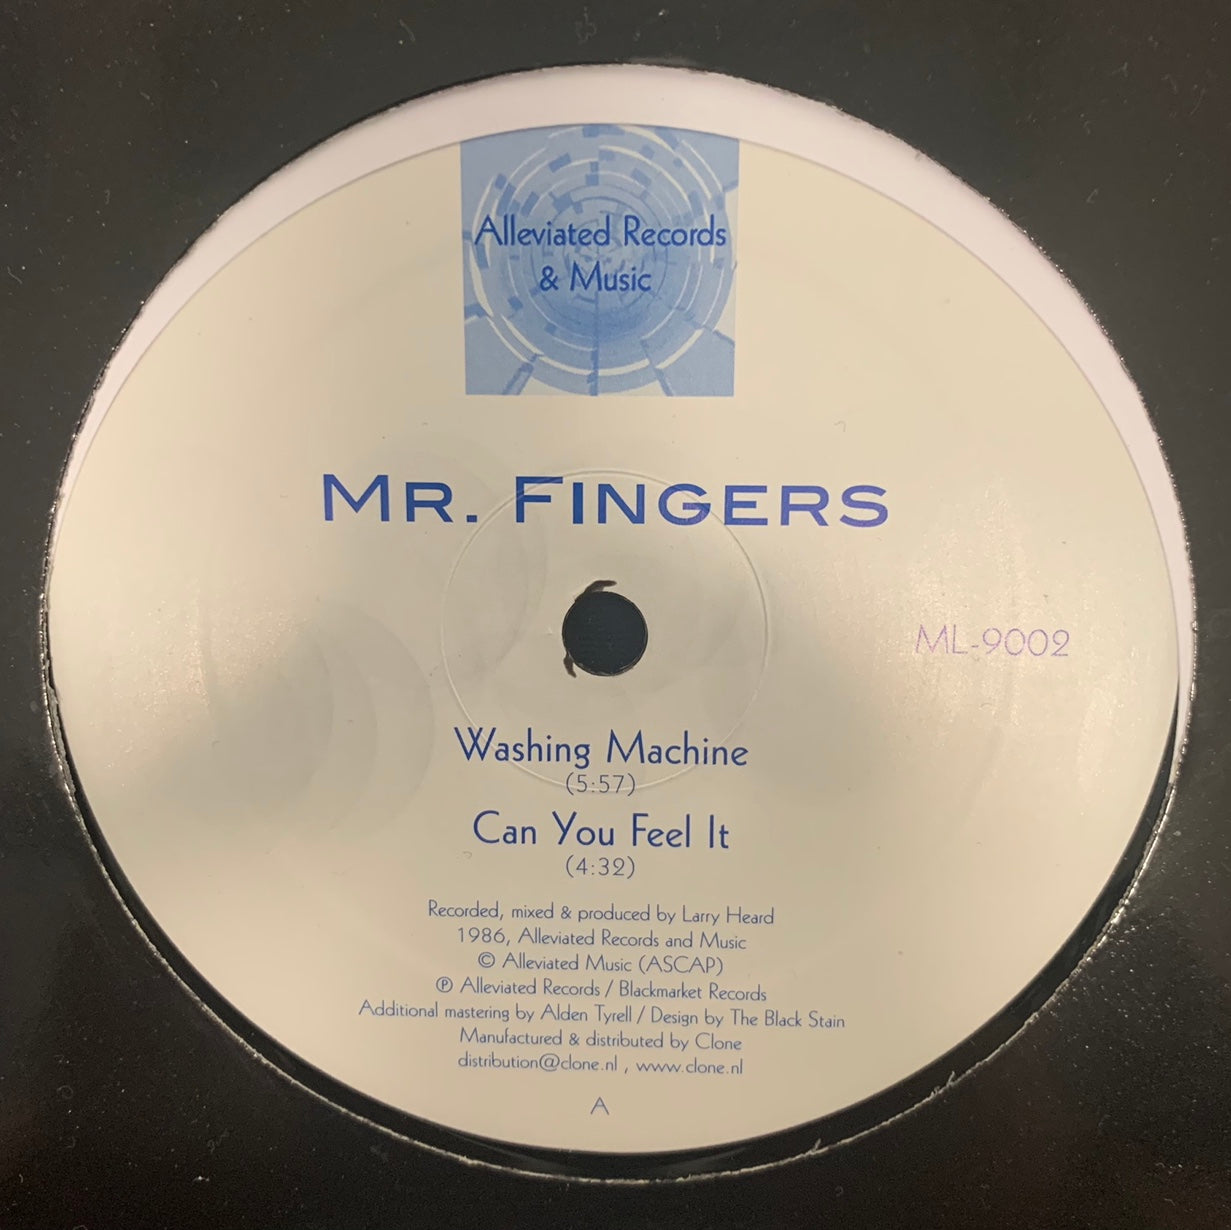 Alleviated Records
& Music
MR. FINGERS
ML-9002
Washing Machine
(5:57)
Can You Feel It
(4:32)
Recorded, mixed & produced by Larry Heard
1986, Alleviated Records and Music
© Alleviated Music (ASCAP)
℗ Alleviated Records / Blackmarket Records
Additional mastering by Alden Tyrell / Design by The Black Stain
Manufactured & distributed by Clone
distribution@clone.nl , www.clone.nl
A